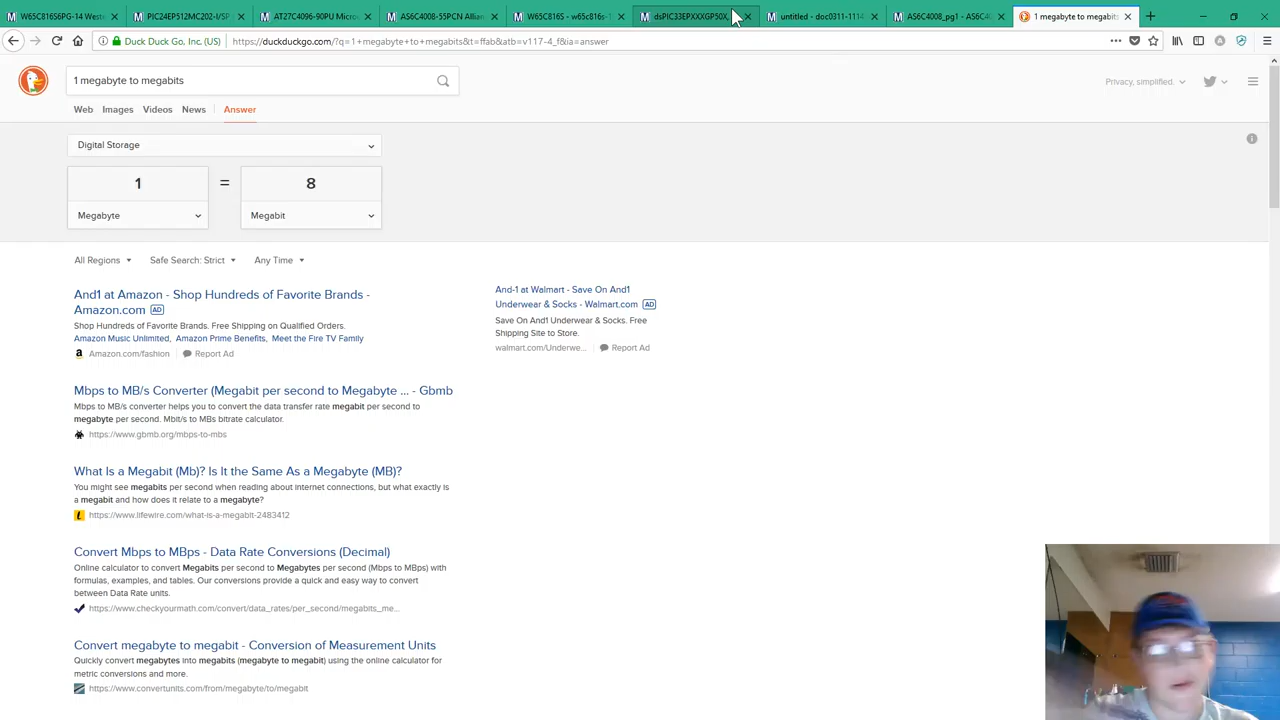 W65C816S6PG-14 Weste
PIC24EP512MC202-I/SP
AT27C4096-90PU Micro
AS6C4008-55PCN Allian
W65C816S - w65c816s-
dsPIC33EPXXXGP50X,
untitled - doc0311-1114
AS6C4008_pg1 - AS6C4
1 megabyte to megabits
Duck Duck Go, Inc. (US)
https://duckduckgo.com/?q=1+megabyte+to+megabits&t=ffab&atb=v117-4_f&ia=answer
1 megabyte to megabits
Privacy, simplified.
Web Images Videos News Answer
Digital Storage
1 = 8
Megabyte Megabit
All Regions Safe Search: Strict Any Time
And1 at Amazon - Shop Hundreds of Favorite Brands -
Amazon.com AD
Shop Hundreds of Favorite Brands. Free Shipping on Qualified Orders.
Amazon Music Unlimited, Amazon Prime Benefits, Meet the Fire TV Family
Amazon.com/fashion Report Ad
And-1 at Walmart - Save On And1
Underwear & Socks - Walmart.com AD
Save On And1 Underwear & Socks. Free
Shipping Site to Store.
walmart.com/Underwe... Report Ad
Mbps to MB/s Converter (Megabit per second to Megabyte ... - Gbmb
Mbps to MB/s converter helps you to convert the data transfer rate megabit per second to
megabyte per second. Mbit/s to MBs bitrate calculator.
https://www.gbmb.org/mbps-to-mbs
What Is a Megabit (Mb)? Is It the Same As a Megabyte (MB)?
You might see megabits per second when reading about internet connections, but what exactly is
a megabit and how does it relate to a megabyte?
https://www.lifewire.com/what-is-a-megabit-2483412
Convert Mbps to MBps - Data Rate Conversions (Decimal)
Online calculator to convert Megabits per second to Megabytes per second (Mbps to MBps) with
formulas, examples, and tables. Our conversions provide a quick and easy way to convert
between Data Rate units.
https://www.checkyourmath.com/convert/data_rates/per_second/megabits_me...
Convert megabyte to megabit - Conversion of Measurement Units
Quickly convert megabytes into megabits (megabyte to megabit) using the online calculator for
metric conversions and more.
https://www.convertunits.com/from/megabyte/to/megabit